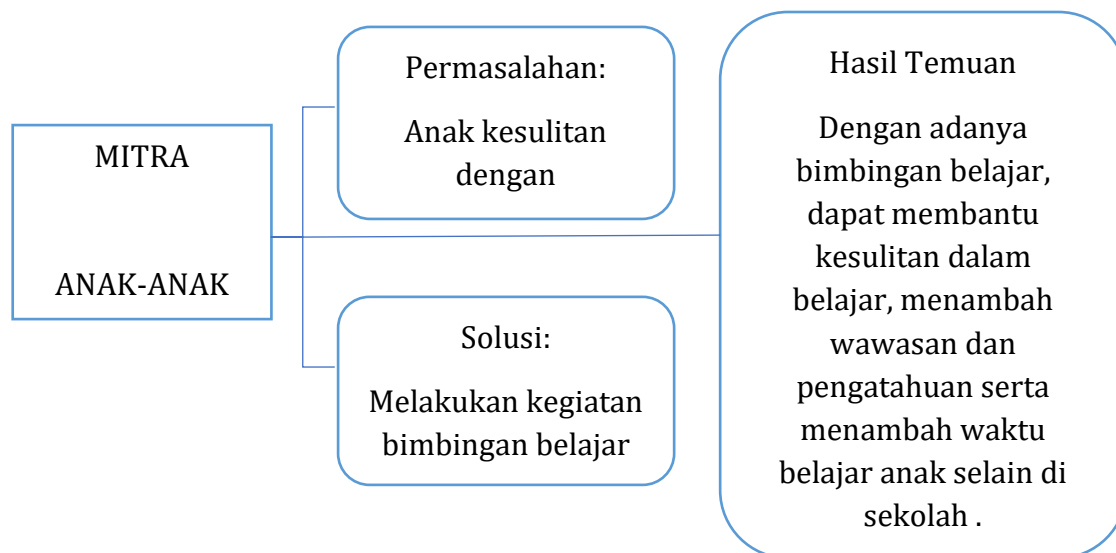 MITRA
ANAK-ANAK
Permasalahan:
Anak kesulitan
dengan
Solusi:
Melakukan kegiatan
bimbingan belajar
Hasil Temuan
Dengan adanya
bimbingan belajar,
dapat membantu
kesulitan dalam
belajar, menambah
wawasan dan
pengatahuan serta
menambah waktu
belajar anak selain di
sekolah .